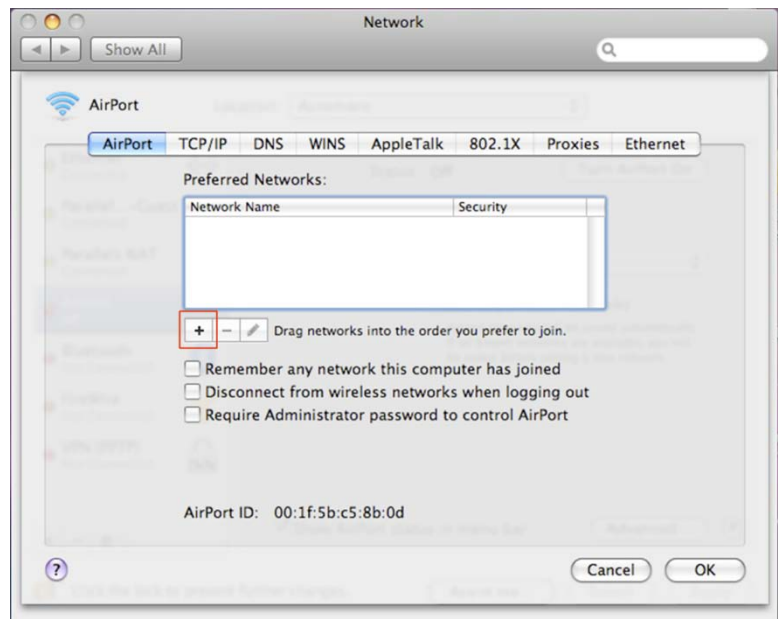 Network
Show All
AirPort
AirPort TCP/IP DNS WINS AppleTalk 802.1X Proxies Ethernet
Preferred Networks:
Network Name Security
+ − Drag networks into the order you prefer to join.
Remember any network this computer has joined
Disconnect from wireless networks when logging out
Require Administrator password to control AirPort
AirPort ID: 00:1f:5b:c5:8b:0d
? Cancel OK